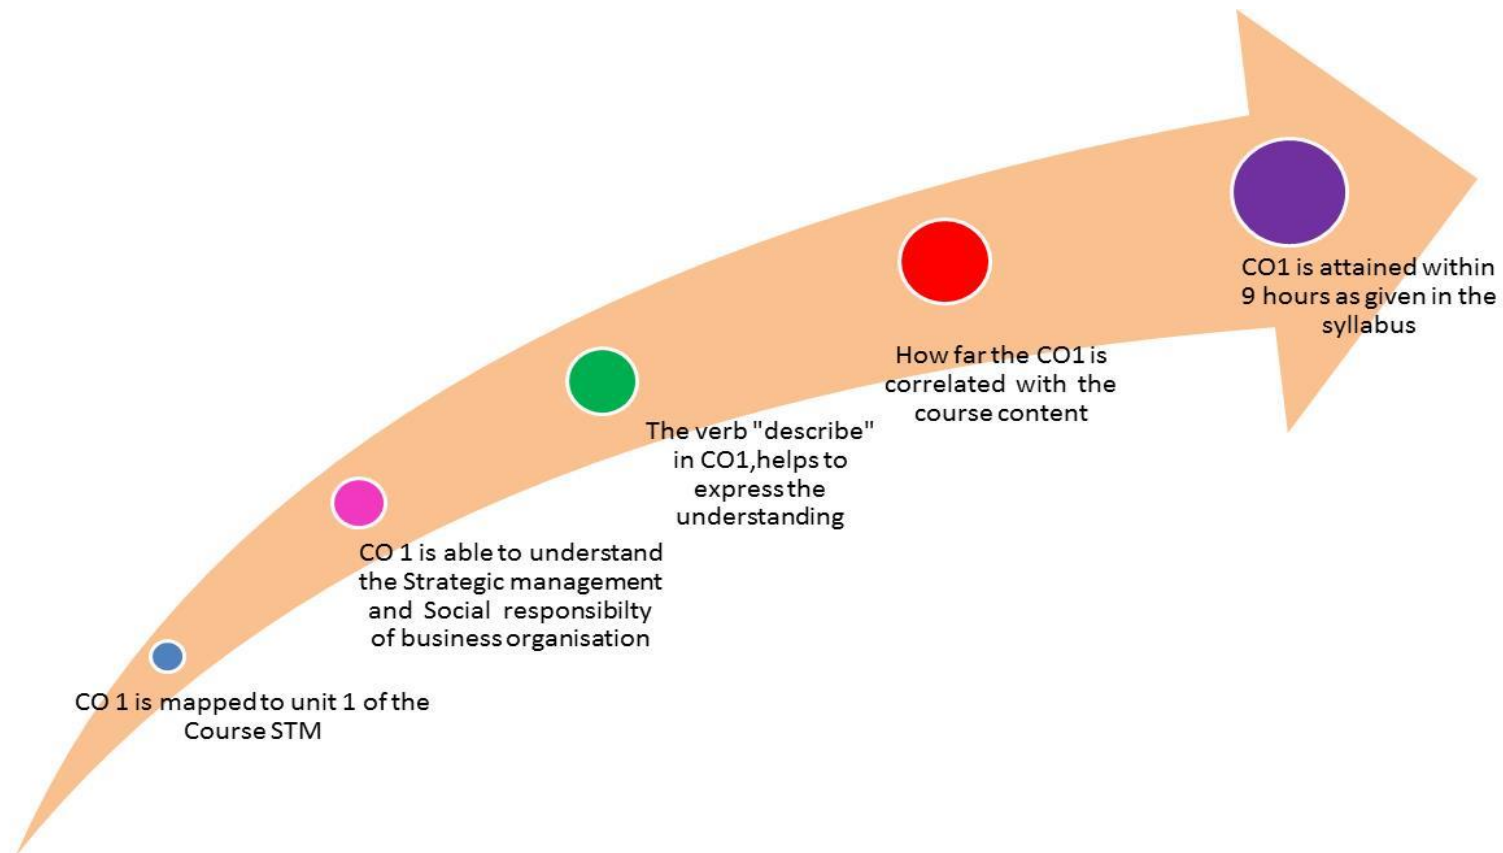 CO 1 is mapped to unit 1 of the
Course STM
CO 1 is able to understand
the Strategic management
and Social responsibilty
of business organisation
The verb "describe"
in CO1,helps to
express the
understanding
How far the CO1 is
correlated with the
course content
CO1 is attained within
9 hours as given in the
syllabus